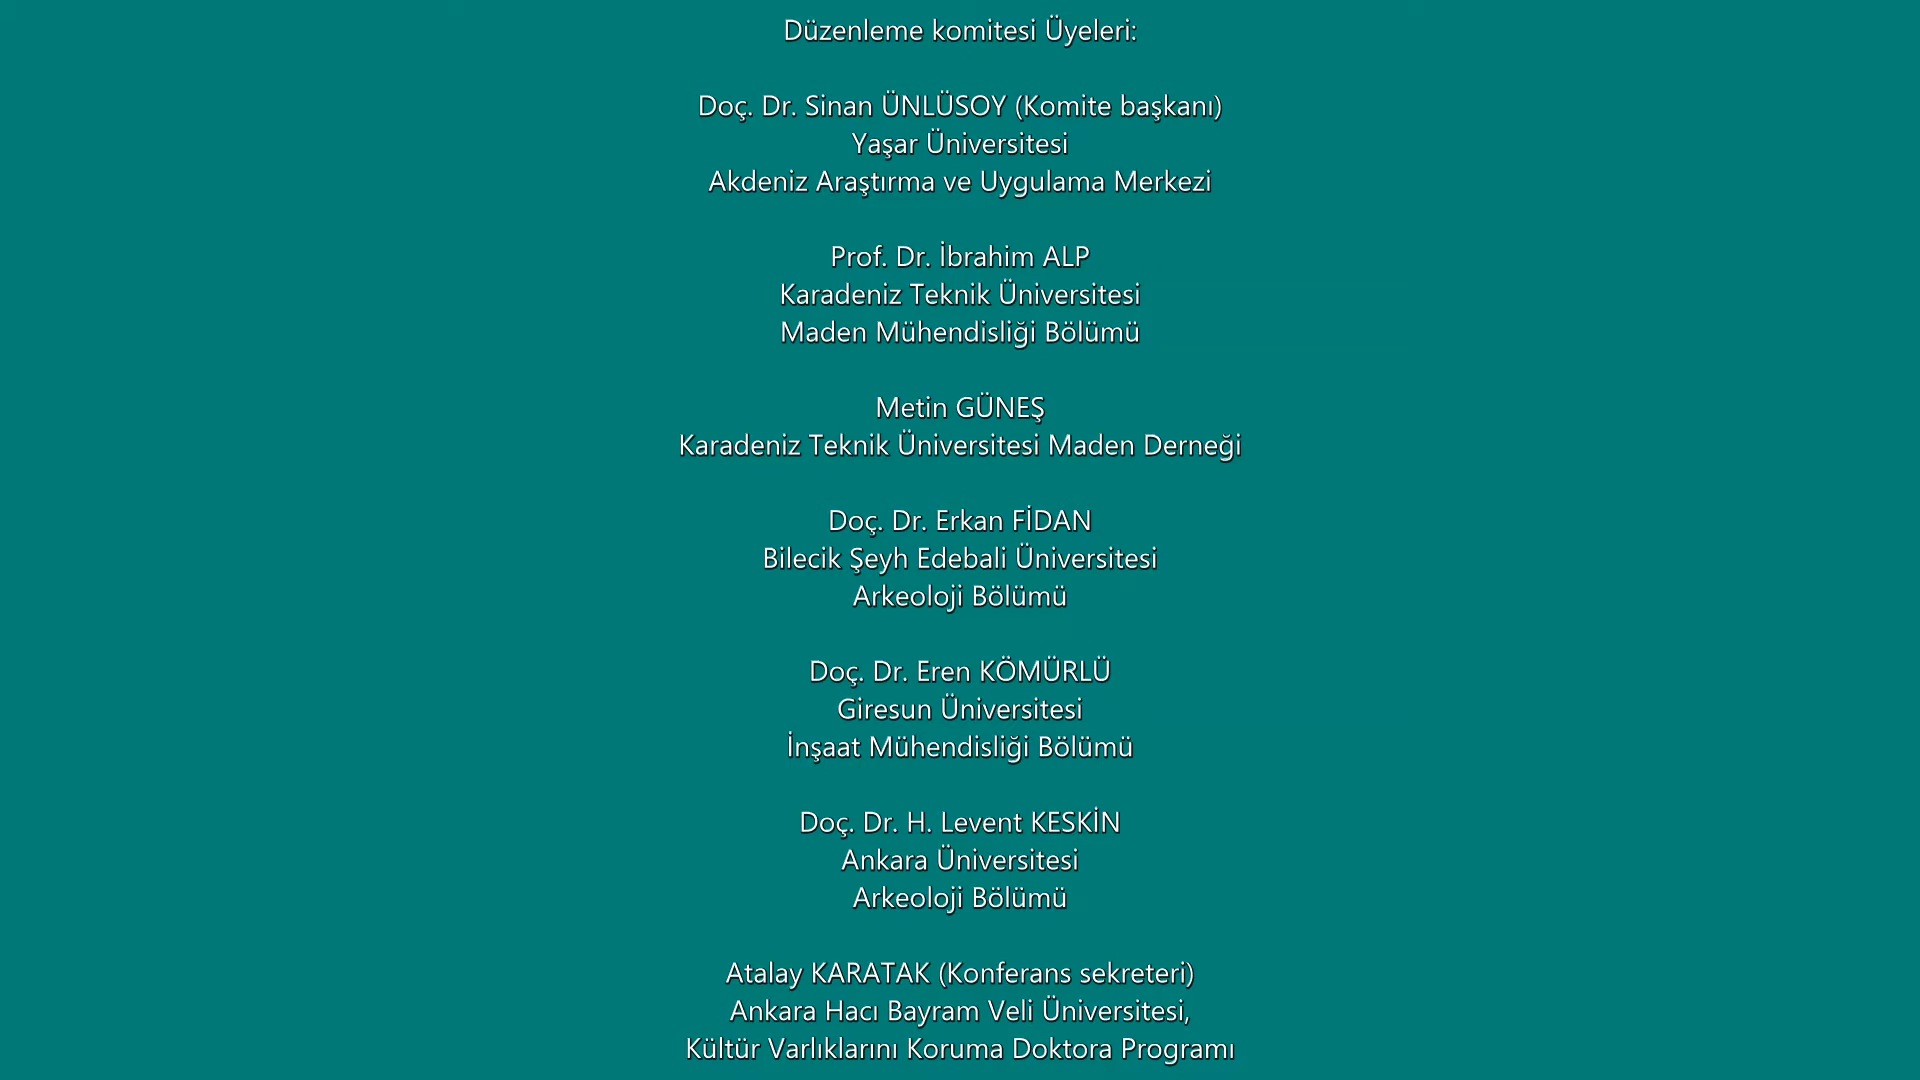 Düzenleme komitesi Üyeleri:
Doç. Dr. Sinan ÜNLÜSOY (Komite başkanı)
Yaşar Üniversitesi
Akdeniz Araştırma ve Uygulama Merkezi
Prof. Dr. İbrahim ALP
Karadeniz Teknik Üniversitesi
Maden Mühendisliği Bölümü
Metin GÜNEŞ
Karadeniz Teknik Üniversitesi Maden Derneği
Doç. Dr. Erkan FİDAN
Bilecik Şeyh Edebali Üniversitesi
Arkeoloji Bölümü
Doç. Dr. Eren KÖMÜRLÜ
Giresun Üniversitesi
İnşaat Mühendisliği Bölümü
Doç. Dr. H. Levent KESKİN
Ankara Üniversitesi
Arkeoloji Bölümü
Atalay KARATAK (Konferans sekreteri)
Ankara Hacı Bayram Veli Üniversitesi,
Kültür Varlıklarını Koruma Doktora Programı